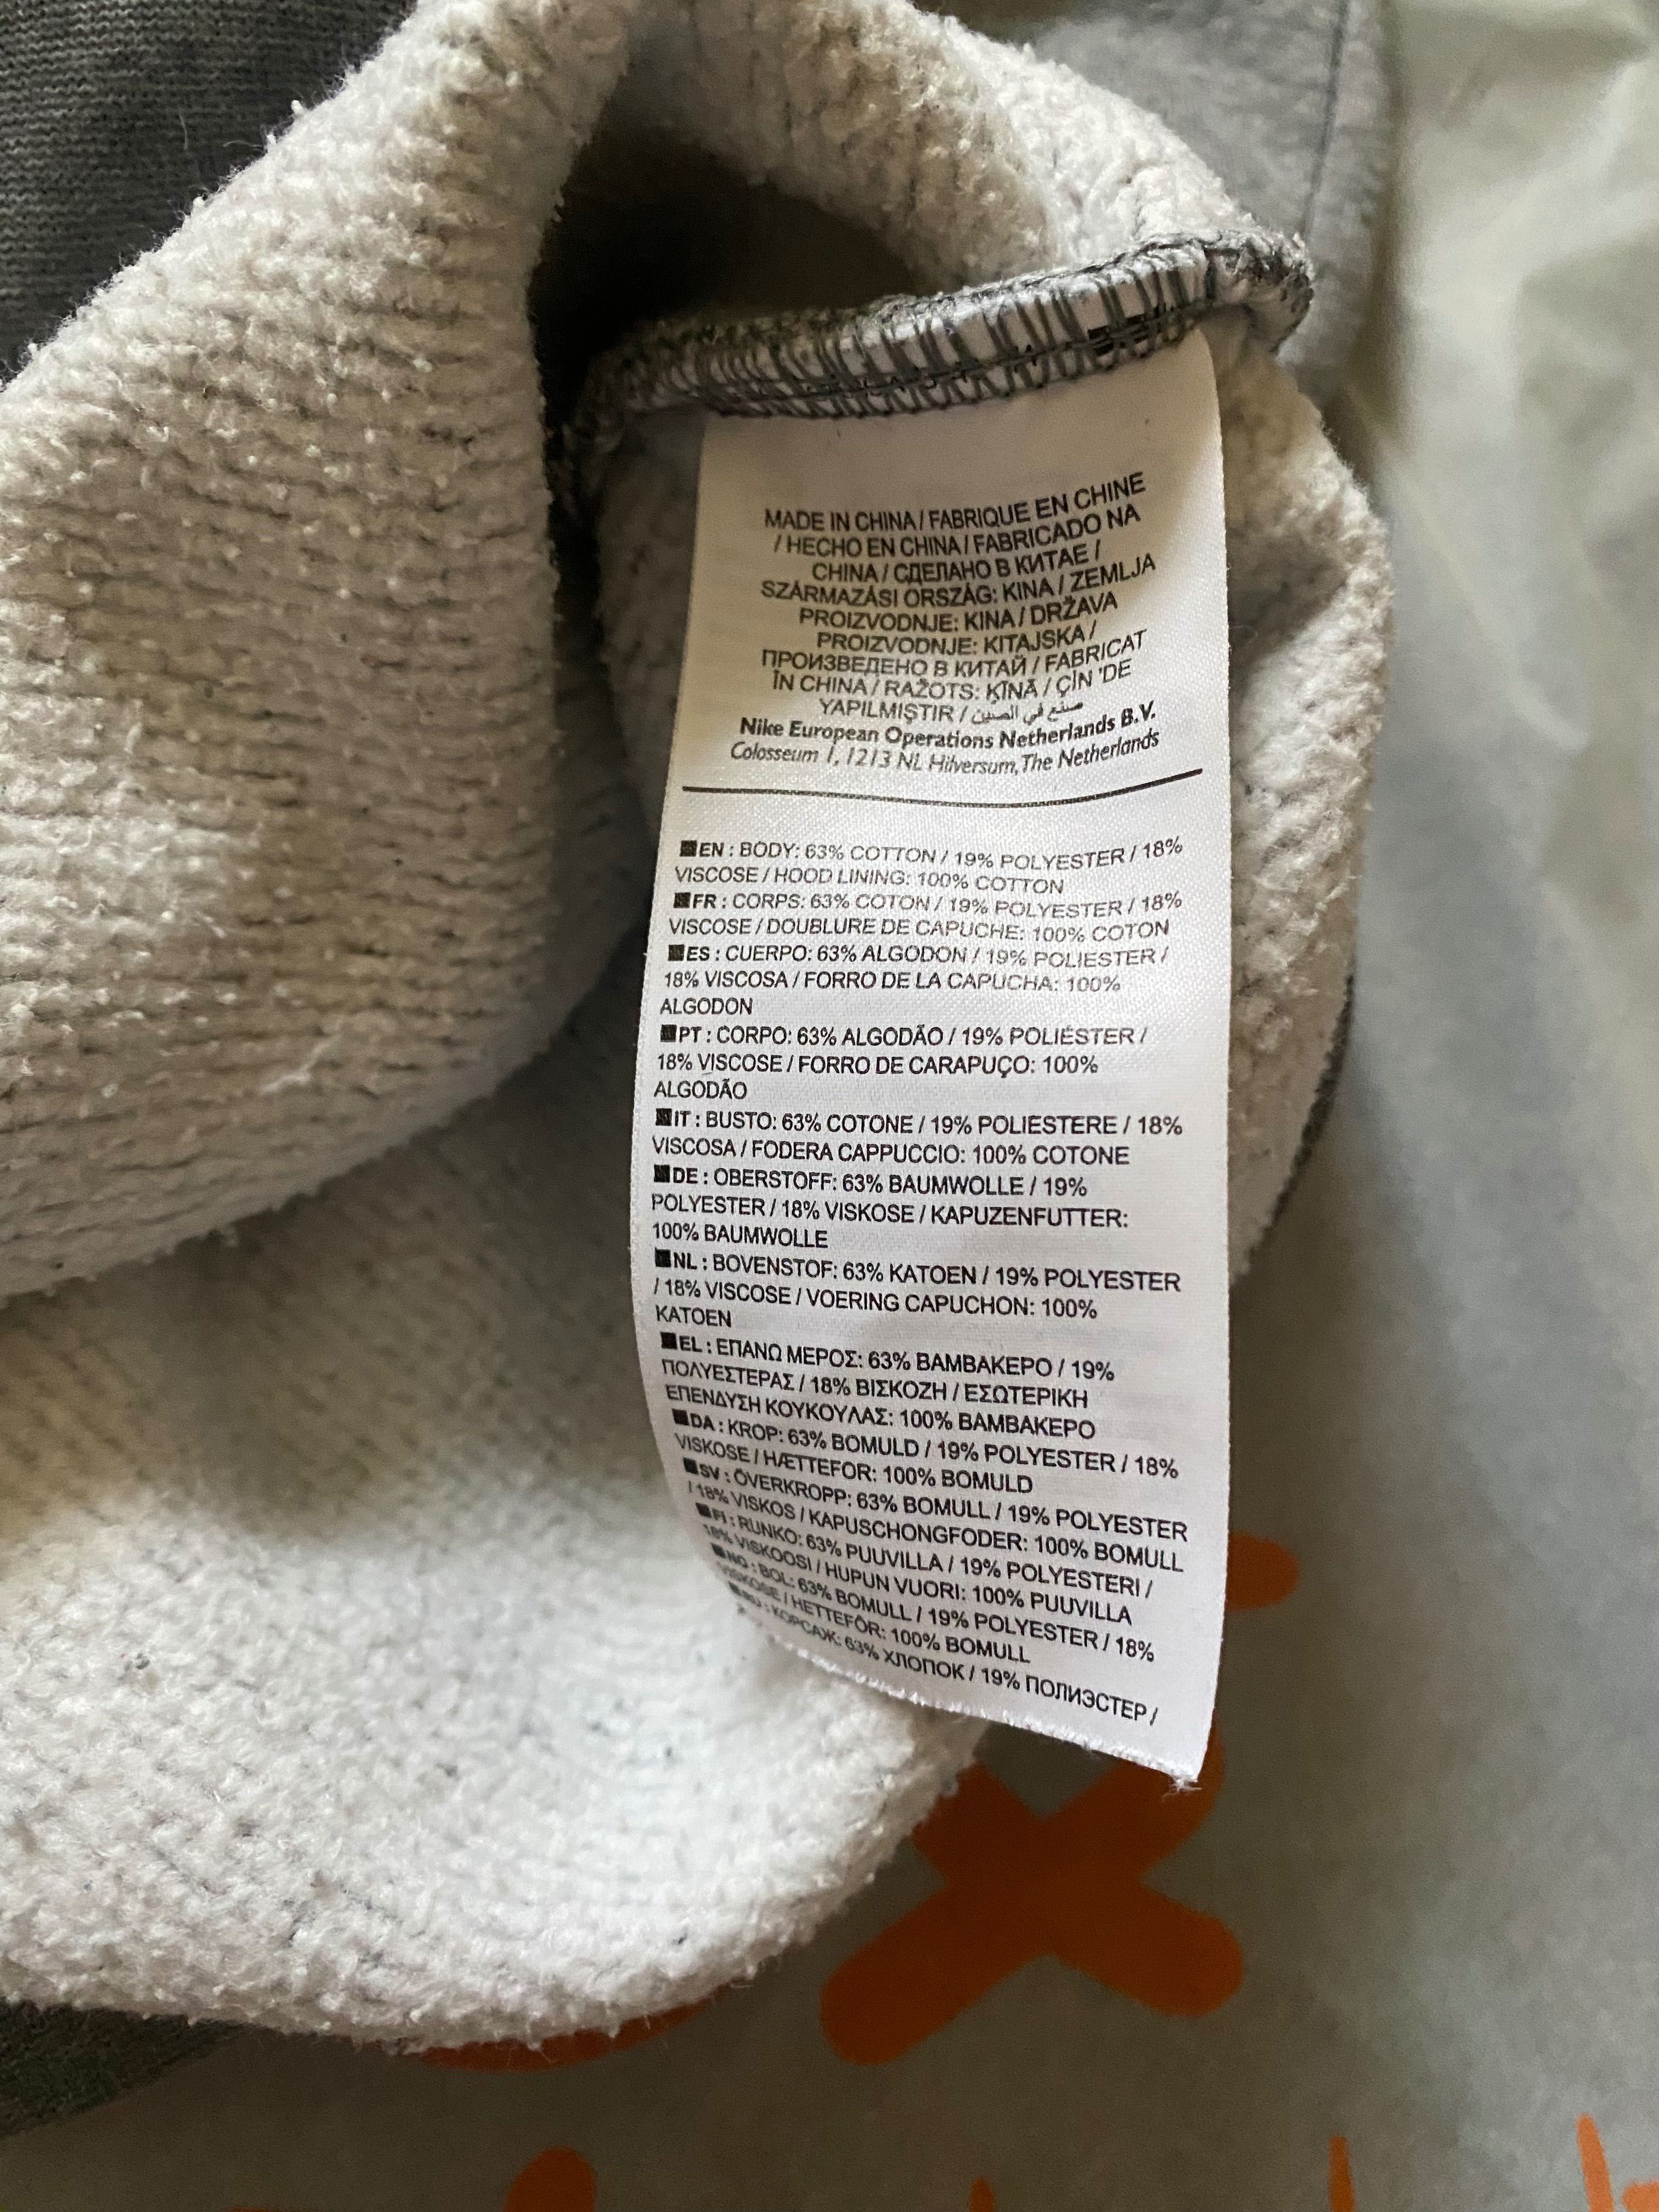 MADE IN CHINA / FABRIQUE EN CHINE
/ HECHO EN CHINA / FABRICADO NA
CHINA / СДЕЛАНО В КИТАЕ /
SZÁRMAZÁSI ORSZÁG: KINA / ZEMLJA
PROIZVODNJE: KINA / DRŽAVA
PROIZVODNJE: KITAJSKA /
ПРОИЗВЕДЕНО В КИТАЙ / FABRICAT
ÎN CHINA / RAŽOTS: ĶĪNĀ / ÇİN 'DE
YAPILMIŞTIR / صنع في الصين
Nike European Operations Netherlands B.V.
Colosseum 1, 1213 NL Hilversum, The Netherlands
EN : BODY: 63% COTTON / 19% POLYESTER / 18%
VISCOSE / HOOD LINING: 100% COTTON
FR : CORPS: 63% COTON / 19% POLYESTER / 18%
VISCOSE / DOUBLURE DE CAPUCHE: 100% COTON
ES : CUERPO: 63% ALGODON / 19% POLIESTER /
18% VISCOSA / FORRO DE LA CAPUCHA: 100%
ALGODON
PT : CORPO: 63% ALGODÃO / 19% POLIÉSTER /
18% VISCOSE / FORRO DE CARAPUÇO: 100%
ALGODÃO
IT : BUSTO: 63% COTONE / 19% POLIESTERE / 18%
VISCOSA / FODERA CAPPUCCIO: 100% COTONE
DE : OBERSTOFF: 63% BAUMWOLLE / 19%
POLYESTER / 18% VISKOSE / KAPUZENFUTTER:
100% BAUMWOLLE
NL : BOVENSTOF: 63% KATOEN / 19% POLYESTER
/ 18% VISCOSE / VOERING CAPUCHON: 100%
KATOEN
EL : ΕΠΑΝΩ ΜΕΡΟΣ: 63% ΒΑΜΒΑΚΕΡΟ / 19%
ΠΟΛΥΕΣΤΕΡΑΣ / 18% ΒΙΣΚΟΖΗ / ΕΣΩΤΕΡΙΚΗ
ΕΠΕΝΔΥΣΗ ΚΟΥΚΟΥΛΑΣ: 100% ΒΑΜΒΑΚΕΡΟ
DA : KROP: 63% BOMULD / 19% POLYESTER / 18%
VISKOSE / HÆTTEFOR: 100% BOMULD
SV : ÖVERKROPP: 63% BOMULL / 19% POLYESTER
/ 18% VISKOS / KAPUSCHONGFODER: 100% BOMULL
FI : RUNKO: 63% PUUVILLA / 19% POLYESTERI /
18% VISKOOSI / HUPUN VUORI: 100% PUUVILLA
NO : BOL: 63% BOMULL / 19% POLYESTER / 18%
VISKOSE / HETTEFÔR: 100% BOMULL
RU : КОРСАЖ: 63% ХЛОПОК / 19% ПОЛИЭСТЕР /